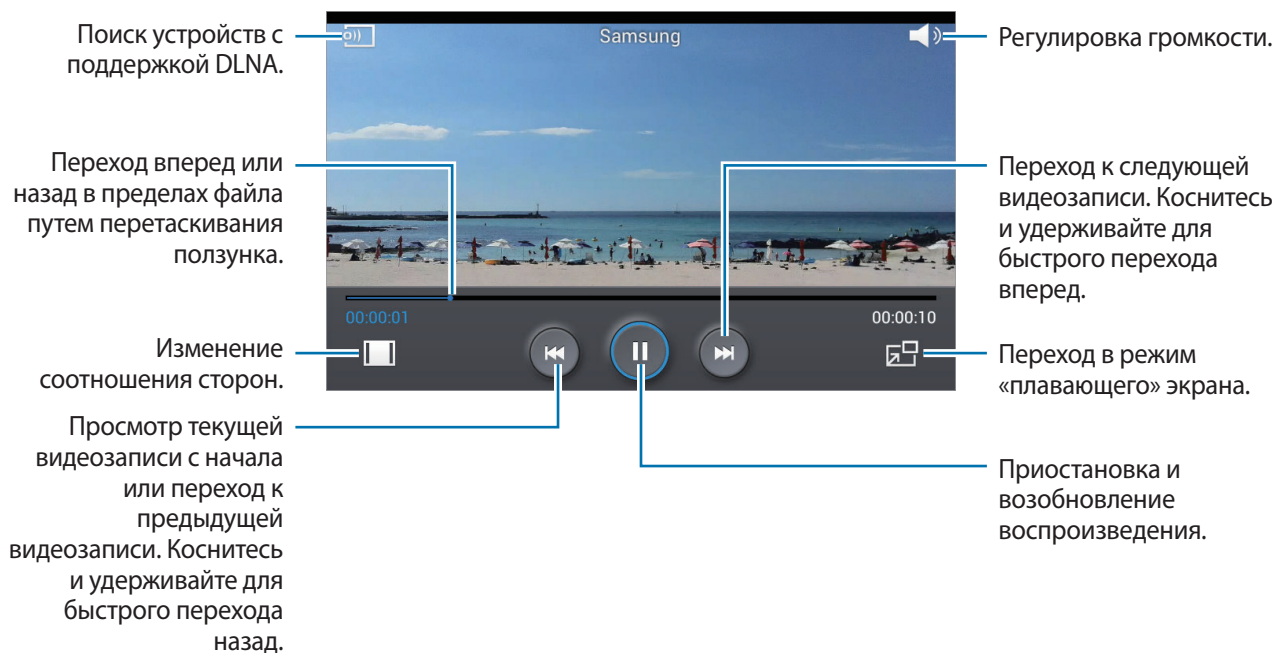 Поиск устройств с
поддержкой DLNA.
Samsung
Регулировка громкости.
Переход вперед или
назад в пределах файла
путем перетаскивания
ползунка.
Переход к следующей
видеозаписи. Коснитесь
и удерживайте для
быстрого перехода
вперед.
00:00:01
00:00:10
Изменение
соотношения сторон.
Переход в режим
«плавающего» экрана.
Просмотр текущей
видеозаписи с начала
или переход к
предыдущей
видеозаписи. Коснитесь
и удерживайте для
быстрого перехода
назад.
Приостановка и
возобновление
воспроизведения.